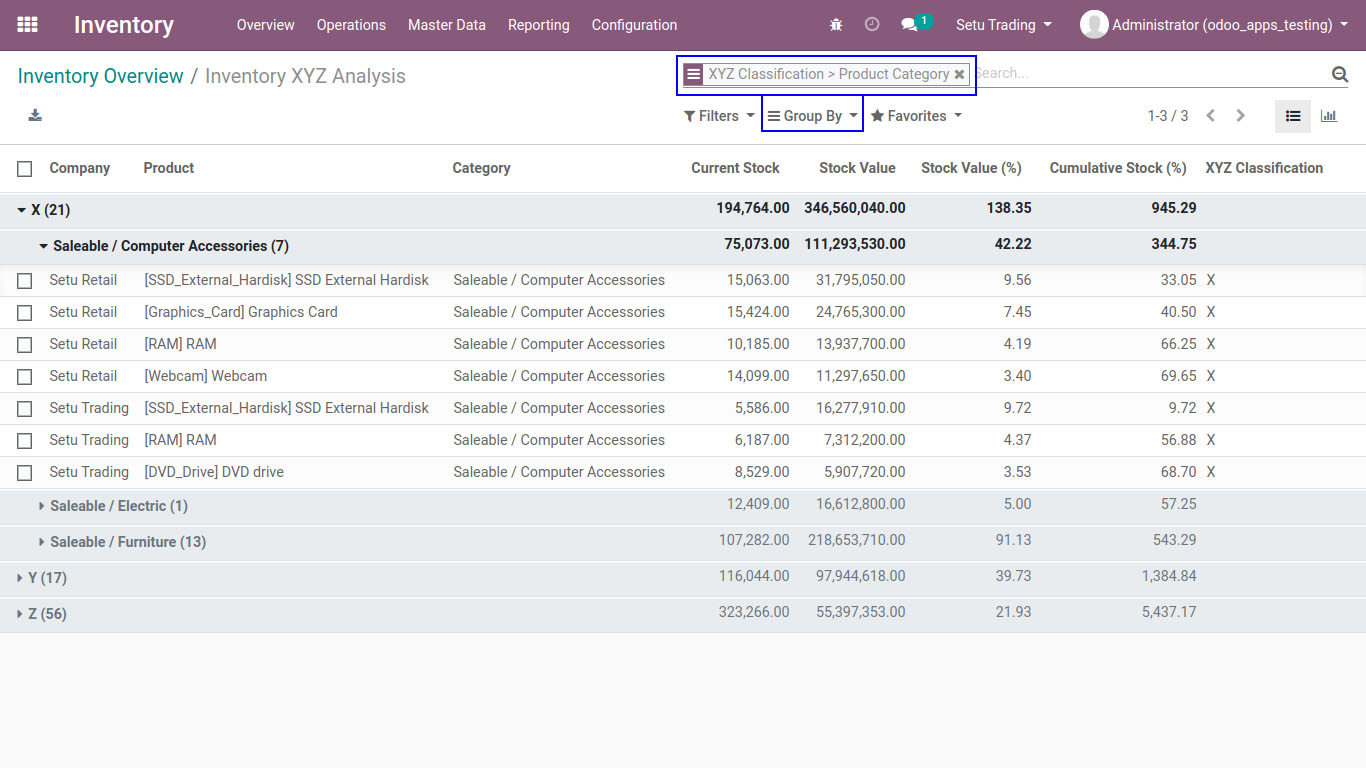 Inventory Overview Operations Master Data Reporting Configuration 1 Setu Trading Administrator (odoo_apps_testing)
Inventory Overview / Inventory XYZ Analysis XYZ Classification > Product Category Search...
Filters Group By Favorites 1-3 / 3
Company Product Category Current Stock Stock Value Stock Value (%) Cumulative Stock (%) XYZ Classification
X (21) 194,764.00 346,560,040.00 138.35 945.29
Saleable / Computer Accessories (7) 75,073.00 111,293,530.00 42.22 344.75
Setu Retail [SSD_External_Hardisk] SSD External Hardisk Saleable / Computer Accessories 15,063.00 31,795,050.00 9.56 33.05 X
Setu Retail [Graphics_Card] Graphics Card Saleable / Computer Accessories 15,424.00 24,765,300.00 7.45 40.50 X
Setu Retail [RAM] RAM Saleable / Computer Accessories 10,185.00 13,937,700.00 4.19 66.25 X
Setu Retail [Webcam] Webcam Saleable / Computer Accessories 14,099.00 11,297,650.00 3.40 69.65 X
Setu Trading [SSD_External_Hardisk] SSD External Hardisk Saleable / Computer Accessories 5,586.00 16,277,910.00 9.72 9.72 X
Setu Trading [RAM] RAM Saleable / Computer Accessories 6,187.00 7,312,200.00 4.37 56.88 X
Setu Trading [DVD_Drive] DVD drive Saleable / Computer Accessories 8,529.00 5,907,720.00 3.53 68.70 X
Saleable / Electric (1) 12,409.00 16,612,800.00 5.00 57.25
Saleable / Furniture (13) 107,282.00 218,653,710.00 91.13 543.29
Y (17) 116,044.00 97,944,618.00 39.73 1,384.84
Z (56) 323,266.00 55,397,353.00 21.93 5,437.17